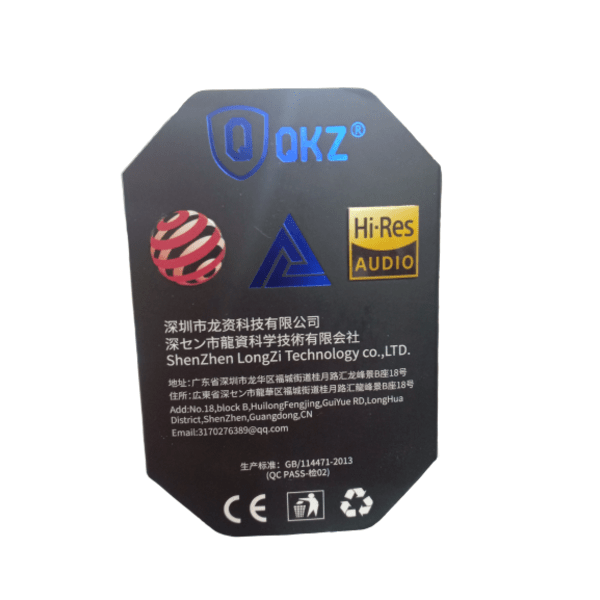 Q QKZ®
Hi-Res
AUDIO
深圳市龙资科技有限公司
深セン市龍資科学技術有限会社
ShenZhen LongZi Technology co.,LTD.
地址:广东省深圳市龙华区福城街道桂月路汇龙峰景B座18号
住所:広東省深セン市龍華区福城街道桂月路汇龍峰景B座18号
Add:No.18,block B,HuilongFengjing,GuiYue RD,LongHua
District,ShenZhen,Guangdong,CN
Email:3170276389@qq.com
生产标准：GB/114471-2013
(QC PASS-检02)
CE